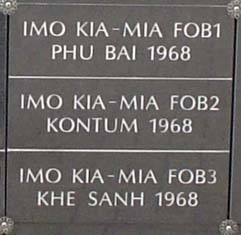 IMO KIA-MIA FOB1
PHU BAI 1968
IMO KIA-MIA FOB2
KONTUM 1968
IMO KIA-MIA FOB3
KHE SANH 1968